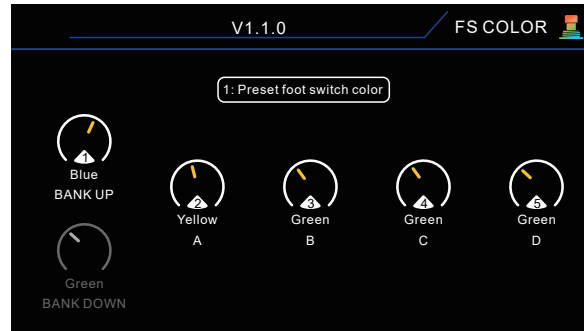 V1.1.0
FS COLOR
1: Preset foot switch color
1
Blue
BANK UP
2
Yellow
A
3
Green
B
4
Green
C
5
Green
D
Green
BANK DOWN